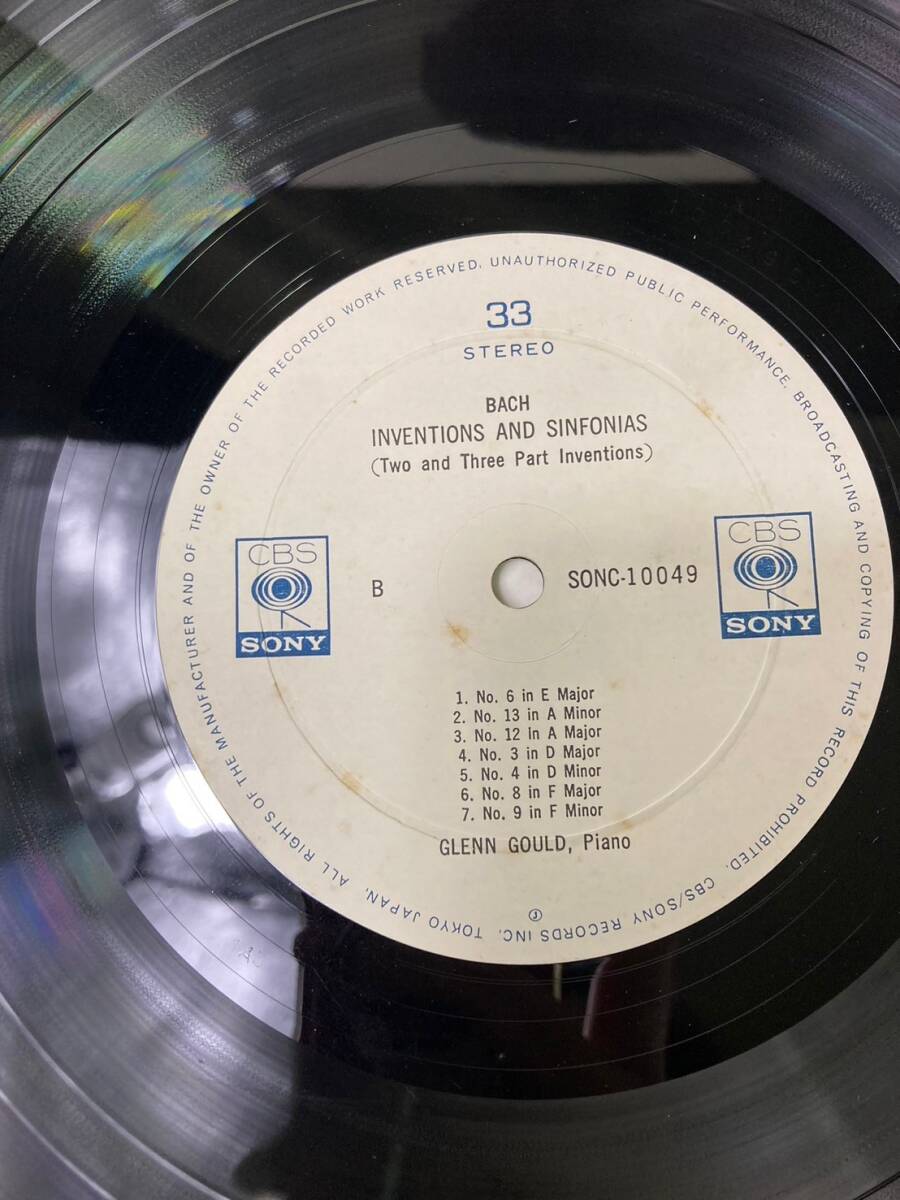 33
STEREO
BACH
INVENTIONS AND SINFONIAS
(Two and Three Part Inventions)
CBS
SONY
B
SONC-10049
CBS
SONY
1. No. 6 in E Major
2. No. 13 in A Minor
3. No. 12 in A Major
4. No. 3 in D Major
5. No. 4 in D Minor
6. No. 8 in F Major
7. No. 9 in F Minor
GLENN GOULD, Piano
ALL RIGHTS OF THE MANUFACTURER AND OF THE OWNER OF THE RECORDED WORK RESERVED. UNAUTHORIZED PUBLIC PERFORMANCE. BROADCASTING AND COPYING OF THIS RECORD PROHIBITED. CBS/SONY RECORDS INC. TOKYO JAPAN.